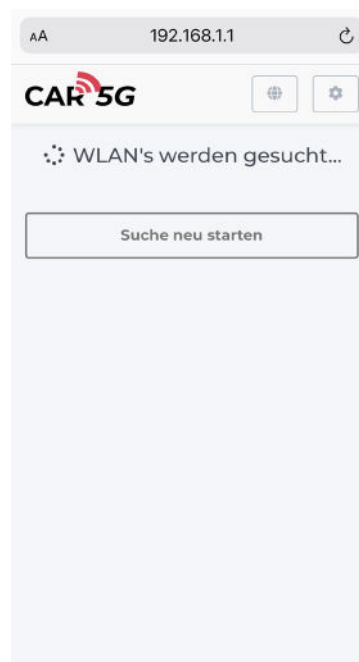 AA
192.168.1.1
CAR 5G
WLAN's werden gesucht...
Suche neu starten